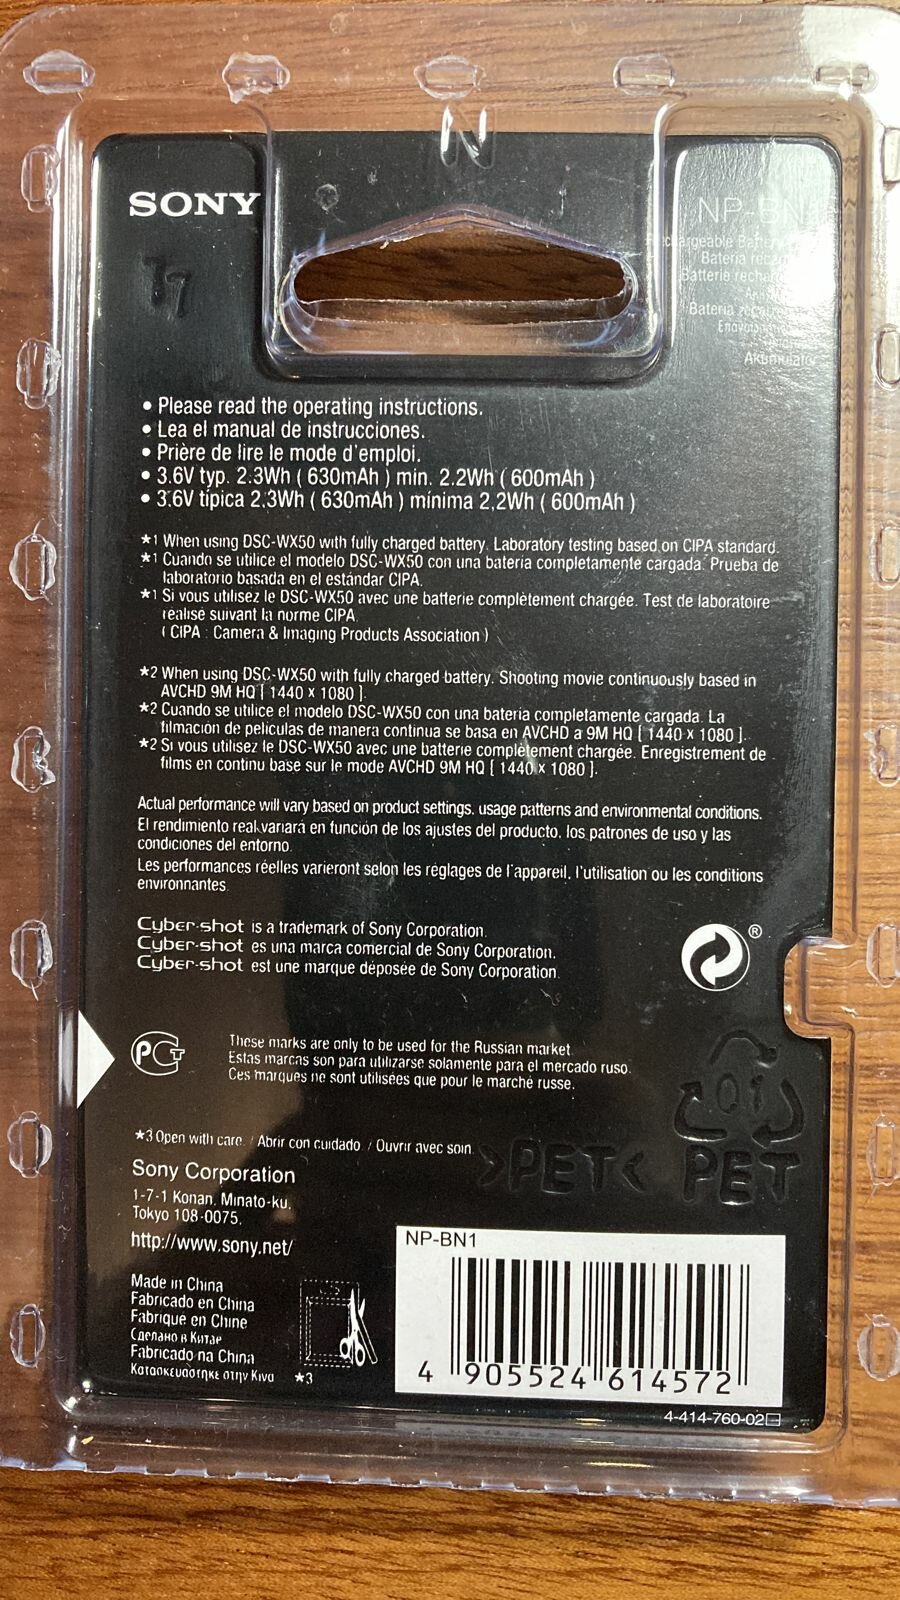 SONY
NP-BN
Rechargeable Battery
Bateria
Batterie
Bateria
Akumulator
• Please read the operating instructions.
• Lea el manual de instrucciones.
• Prière de lire le mode d'emploi.
• 3.6V typ. 2.3Wh ( 630mAh ) min. 2.2Wh ( 600mAh )
• 3.6V típica 2.3Wh ( 630mAh ) mínima 2,2Wh ( 600mAh )
*1 When using DSC-WX50 with fully charged battery. Laboratory testing based on CIPA standard.
*1 Cuando se utilice el modelo DSC-WX50 con una batería completamente cargada. Prueba de
laboratorio basada en el estándar CIPA.
*1 Si vous utilisez le DSC-WX50 avec une batterie complètement chargée. Test de laboratoire
réalisé suivant la norme CIPA
( CIPA : Camera & Imaging Products Association )
*2 When using DSC-WX50 with fully charged battery. Shooting movie continuously based in
AVCHD 9M HQ [ 1440 x 1080 ].
*2 Cuando se utilice el modelo DSC-WX50 con una batería completamente cargada. La
filmación de películas de manera continua se basa en AVCHD a 9M HQ [ 1440 x 1080 ].
*2 Si vous utilisez le DSC-WX50 avec une batterie complètement chargée. Enregistrement de
films en continu base sur le mode AVCHD 9M HQ [ 1440 x 1080 ].
Actual performance will vary based on product settings, usage patterns and environmental conditions.
El rendimiento real variará en función de los ajustes del producto, los patrones de uso y las
condiciones del entorno.
Les performances réelles varieront selon les réglages de l'appareil, l'utilisation ou les conditions
environnantes.
Cyber-shot is a trademark of Sony Corporation.
Cyber-shot es una marca comercial de Sony Corporation.
Cyber-shot est une marque déposée de Sony Corporation.
®
These marks are only to be used for the Russian market.
Estas marcas son para utilizarse solamente para el mercado ruso.
Ces marques ne sont utilisées que pour le marché russe.
01
>PET<
PET
*3 Open with care. / Abrir con cuidado. / Ouvrir avec soin.
Sony Corporation
1-7-1 Konan, Minato-ku,
Tokyo 108-0075,
http://www.sony.net/
Made in China
Fabricado en China
Fabriqué en Chine
Сделано в Китае
Fabricado na China
Κατασκευάστηκε στην Κίνα
*3
NP-BN1
4 905524 614572
4-414-760-02